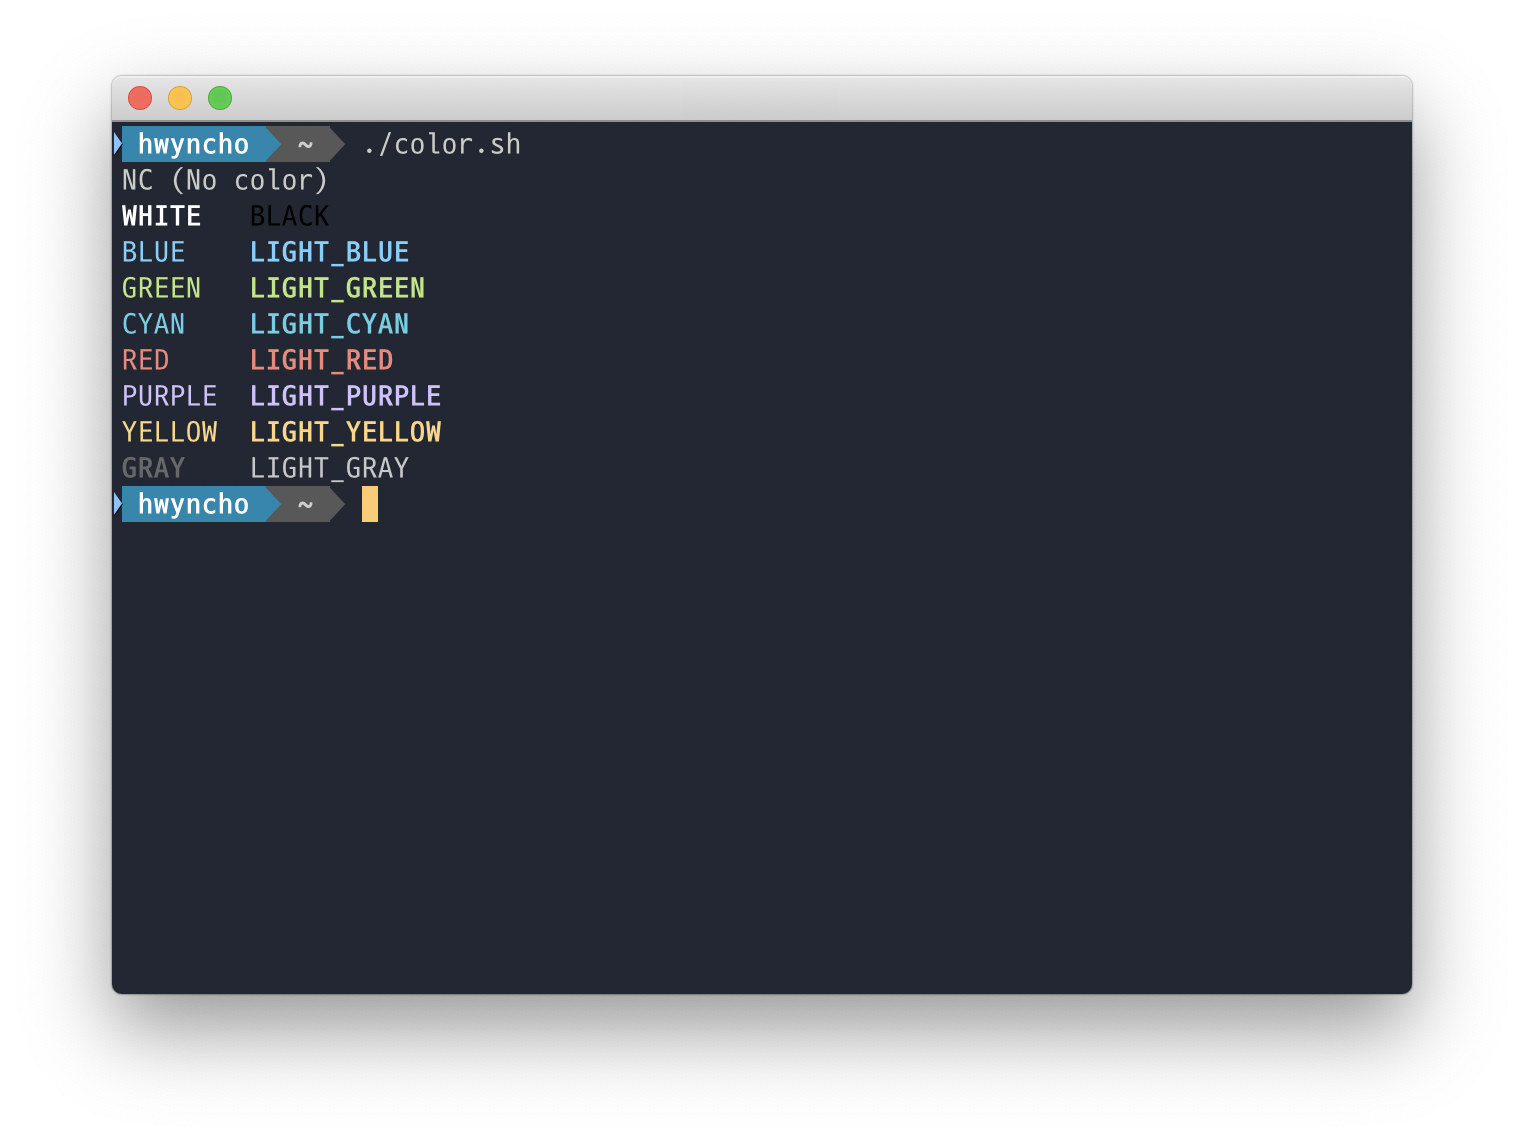 hwyncho ~ ./color.sh
NC (No color)
WHITE BLACK
BLUE LIGHT_BLUE
GREEN LIGHT_GREEN
CYAN LIGHT_CYAN
RED LIGHT_RED
PURPLE LIGHT_PURPLE
YELLOW LIGHT_YELLOW
GRAY LIGHT_GRAY
hwyncho ~